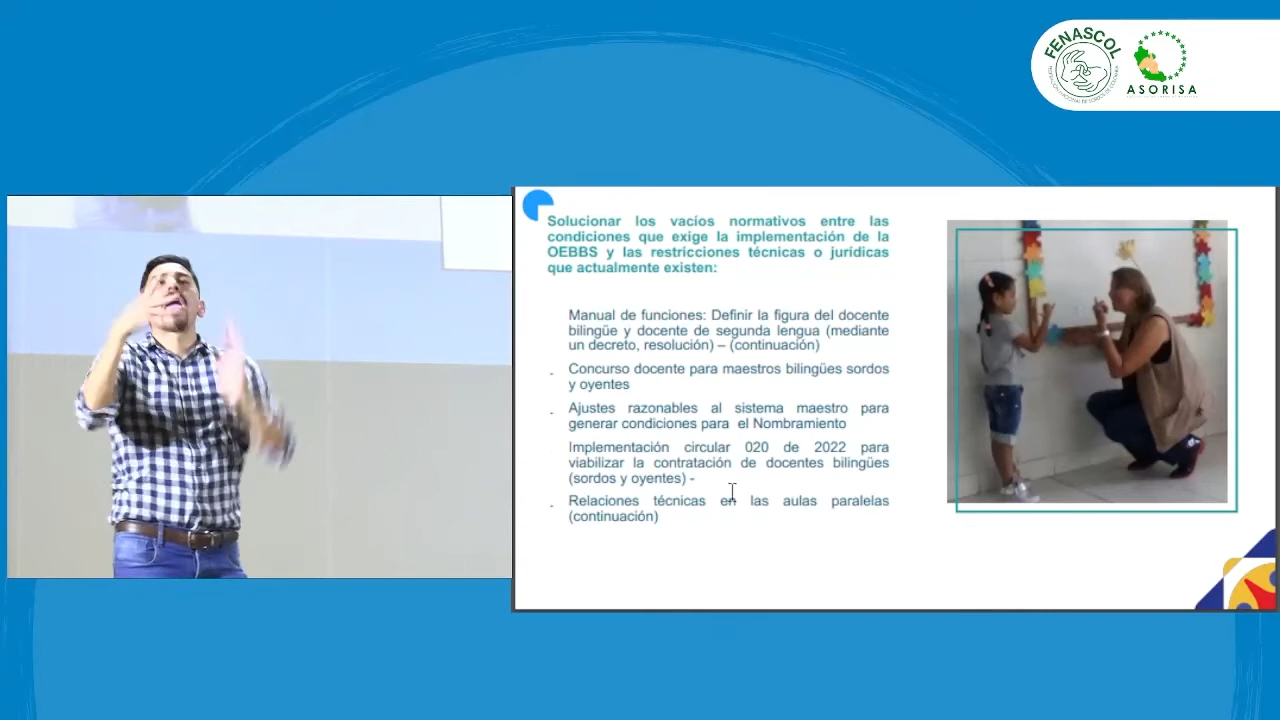 FENASCOL
ASORISA
Solucionar los vacíos normativos entre las
condiciones que exige la implementación de la
OEBBS y las restricciones técnicas o jurídicas
que actualmente existen:
Manual de funciones: Definir la figura del docente
bilingüe y docente de segunda lengua (mediante
un decreto, resolución) – (continuación)
Concurso docente para maestros bilingües sordos
y oyentes
Ajustes razonables al sistema maestro para
generar condiciones para el Nombramiento
Implementación circular 020 de 2022 para
viabilizar la contratación de docentes bilingües
(sordos y oyentes) -
Relaciones técnicas en las aulas paralelas
(continuación)